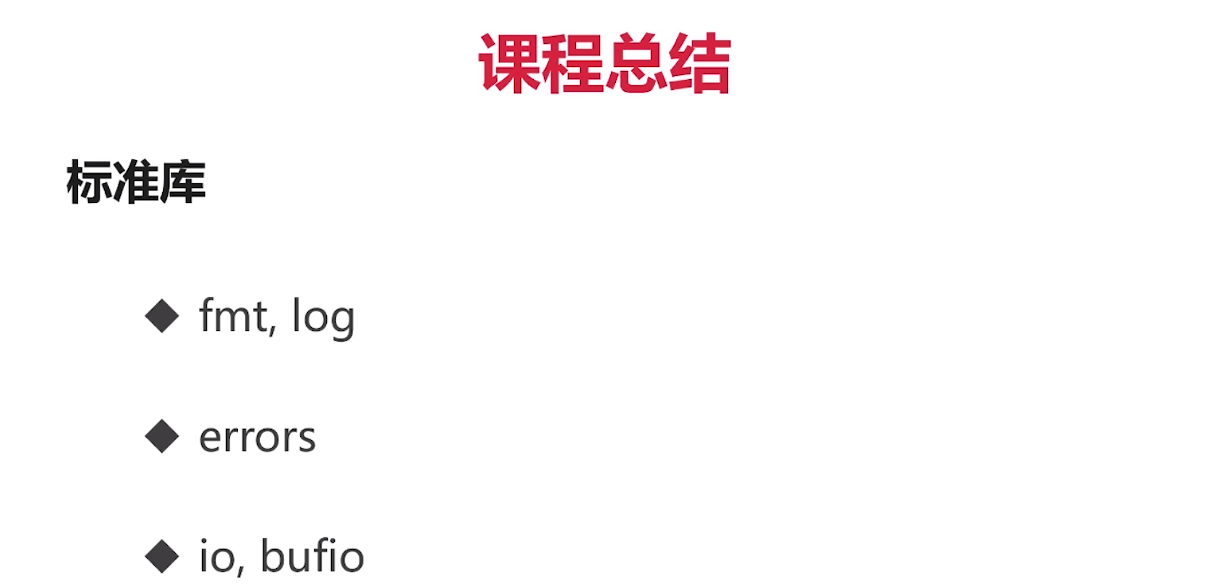 课程总结
标准库
◆ fmt, log
◆ errors
◆ io, bufio